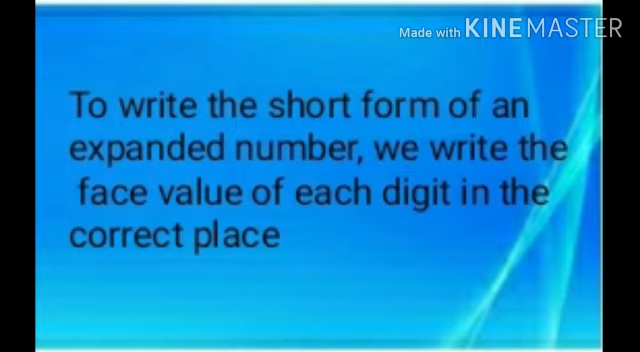 Made with KINEMASTER
To write the short form of an
expanded number, we write the
face value of each digit in the
correct place